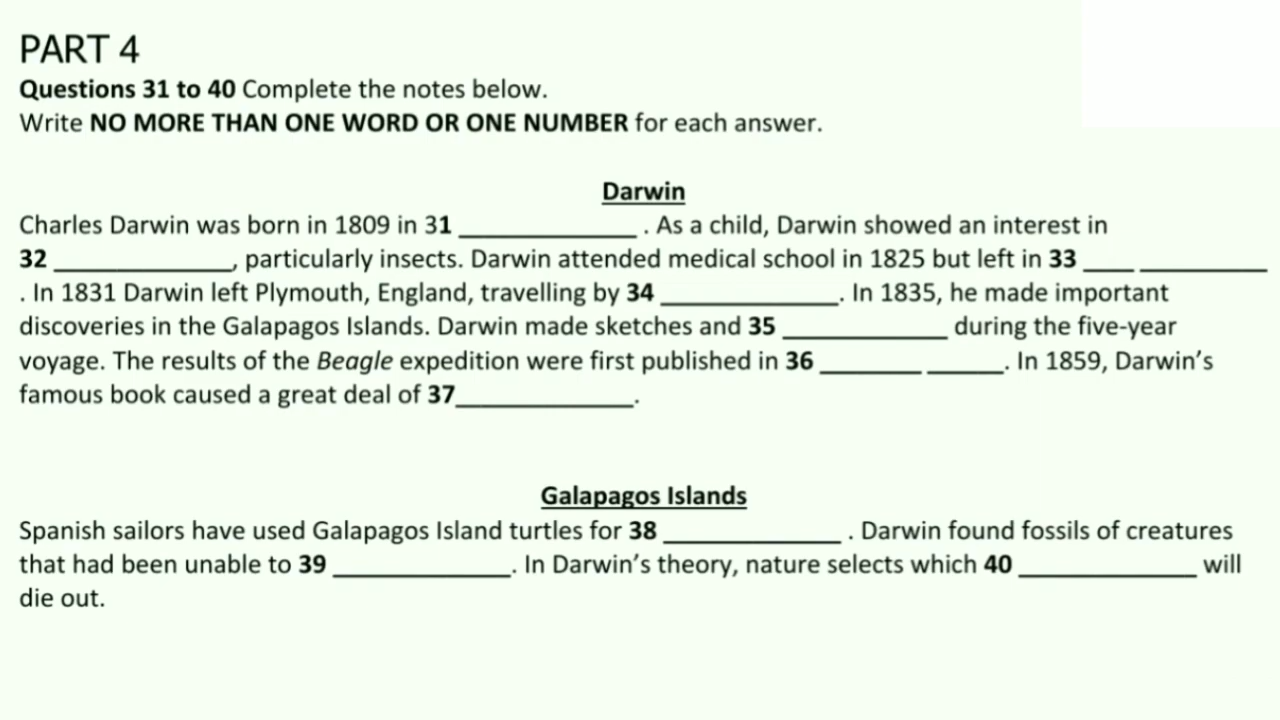 PART 4
Questions 31 to 40 Complete the notes below.
Write NO MORE THAN ONE WORD OR ONE NUMBER for each answer.
Darwin
Charles Darwin was born in 1809 in 31 ______________ . As a child, Darwin showed an interest in
32 ______________, particularly insects. Darwin attended medical school in 1825 but left in 33 ____ __________
. In 1831 Darwin left Plymouth, England, travelling by 34 ______________. In 1835, he made important
discoveries in the Galapagos Islands. Darwin made sketches and 35 _____________ during the five-year
voyage. The results of the Beagle expedition were first published in 36 ________ ______. In 1859, Darwin’s
famous book caused a great deal of 37______________.
Galapagos Islands
Spanish sailors have used Galapagos Island turtles for 38 ______________ . Darwin found fossils of creatures
that had been unable to 39 ______________. In Darwin’s theory, nature selects which 40 ______________ will
die out.